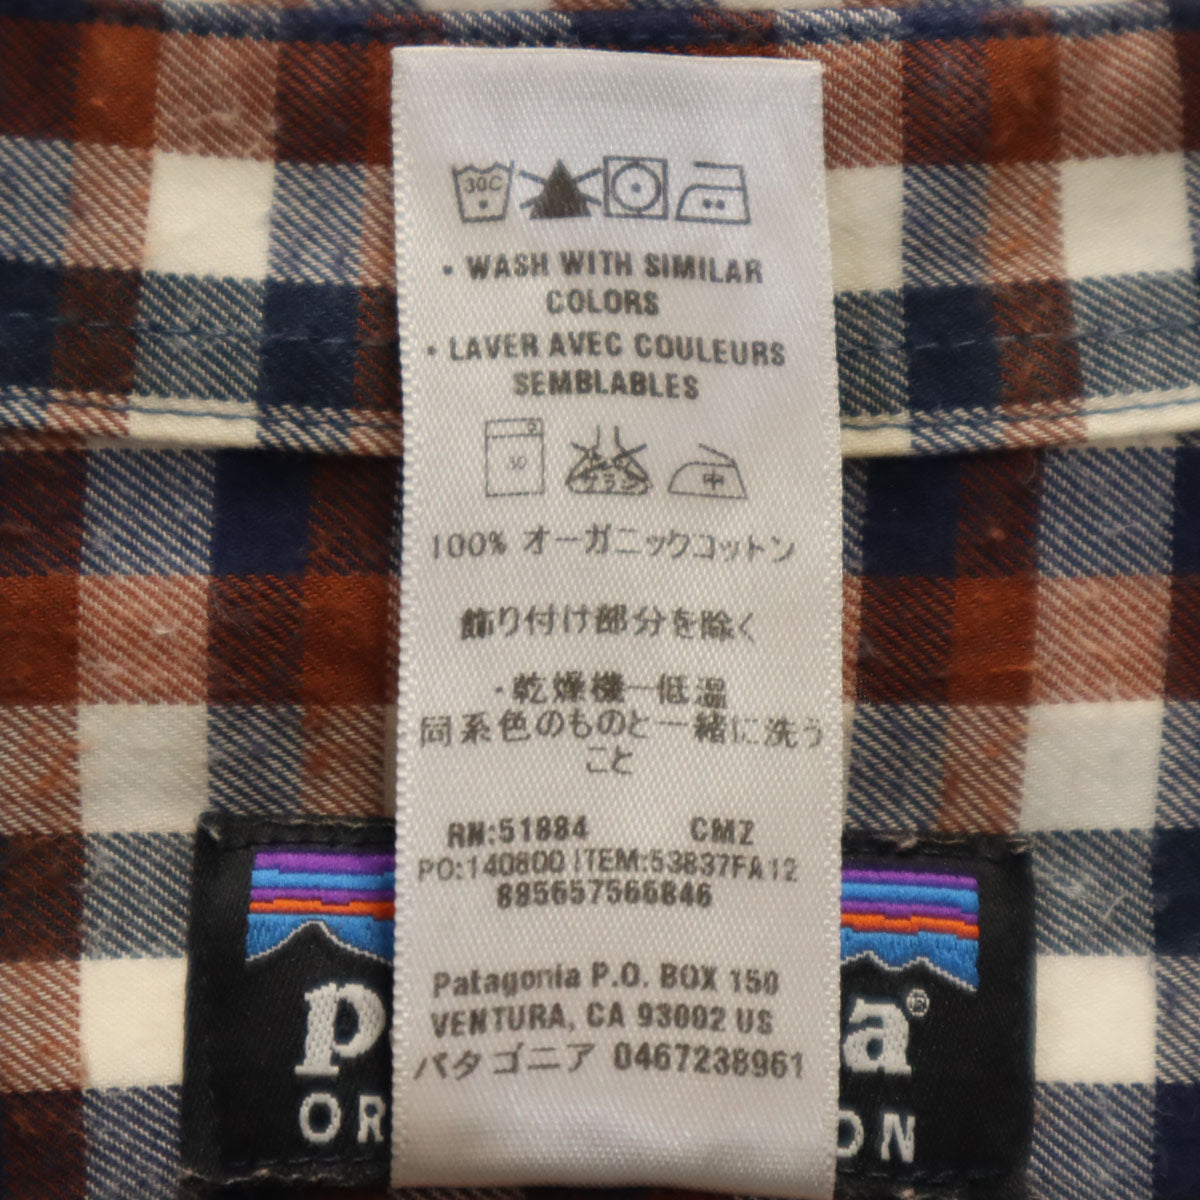 30C
• WASH WITH SIMILAR
COLORS
• LAVER AVEC COULEURS
SEMBLABLES
30
中
100% オーガニックコットン
飾り付け部分を除く
・乾燥機一低温
同系色のものと一緒に洗う
こと
RN:51884 CMZ
PO:140800 ITEM:53837FA12
885657566846
Patagonia P.O. BOX 150
VENTURA, CA 93002 US
パタゴニア 0467238961
p a®
OR ON